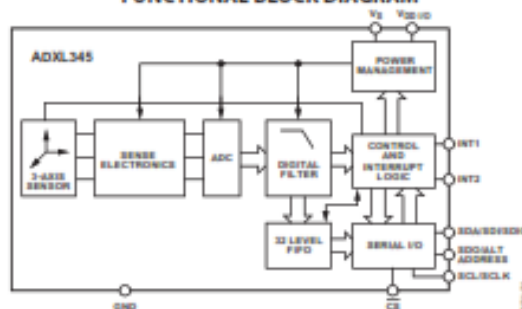 FUNCTIONAL BLOCK DIAGRAM
VS
VDD I/O
ADXL345
POWER
MANAGEMENT
3-AXIS
SENSOR
SENSE
ELECTRONICS
ADC
DIGITAL
FILTER
CONTROL
AND
INTERRUPT
LOGIC
INT1
INT2
32 LEVEL
FIFO
SERIAL I/O
SDA/SDI/SDIO
SDO/ALT
ADDRESS
SCL/SCLK
GND
CS